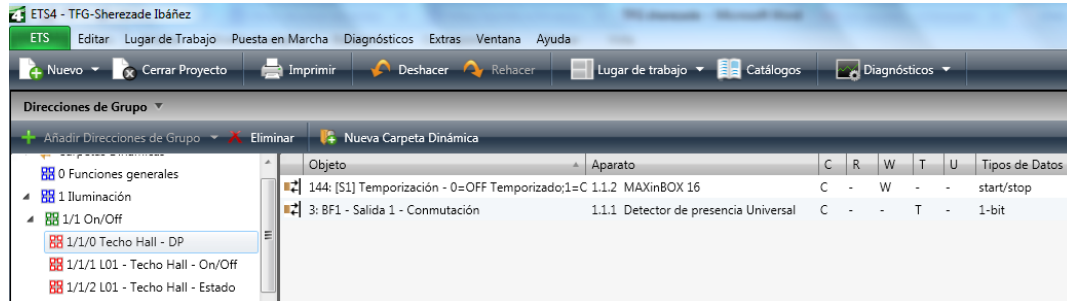 ETS4 - TFG-Sherezade Ibáñez
ETS Editar Lugar de Trabajo Puesta en Marcha Diagnósticos Extras Ventana Ayuda
Nuevo Cerrar Proyecto Imprimir Deshacer Rehacer Lugar de trabajo Catálogos Diagnósticos
Direcciones de Grupo
Añadir Direcciones de Grupo Eliminar Nueva Carpeta Dinámica
Objeto Aparato C R W T U Tipos de Datos
0 Funciones generales
144: [S1] Temporización - 0=OFF Temporizado;1=C 1.1.2 MAXinBOX 16 C - W - - start/stop
1 Iluminación
3: BF1 - Salida 1 - Conmutación 1.1.1 Detector de presencia Universal C - - T - 1-bit
1/1 On/Off
1/1/0 Techo Hall - DP
1/1/1 L01 - Techo Hall - On/Off
1/1/2 L01 - Techo Hall - Estado